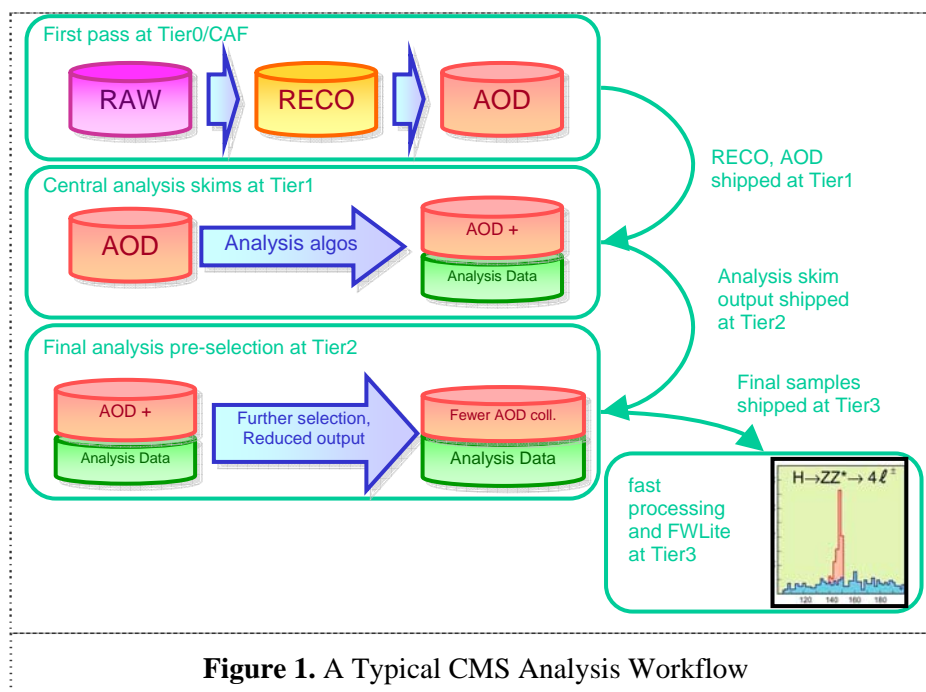 First pass at Tier0/CAF
RAW
RECO
AOD
RECO, AOD
shipped at Tier1
Central analysis skims at Tier1
AOD
Analysis algos
AOD +
Analysis Data
Analysis skim
output shipped
at Tier2
Final analysis pre-selection at Tier2
AOD +
Analysis Data
Further selection,
Reduced output
Fewer AOD coll.
Analysis Data
Final samples
shipped at Tier3
fast
processing
and FWLite
at Tier3
H→ZZ*→ 4ℓ±
120 140 160 180
Figure 1. A Typical CMS Analysis Workflow